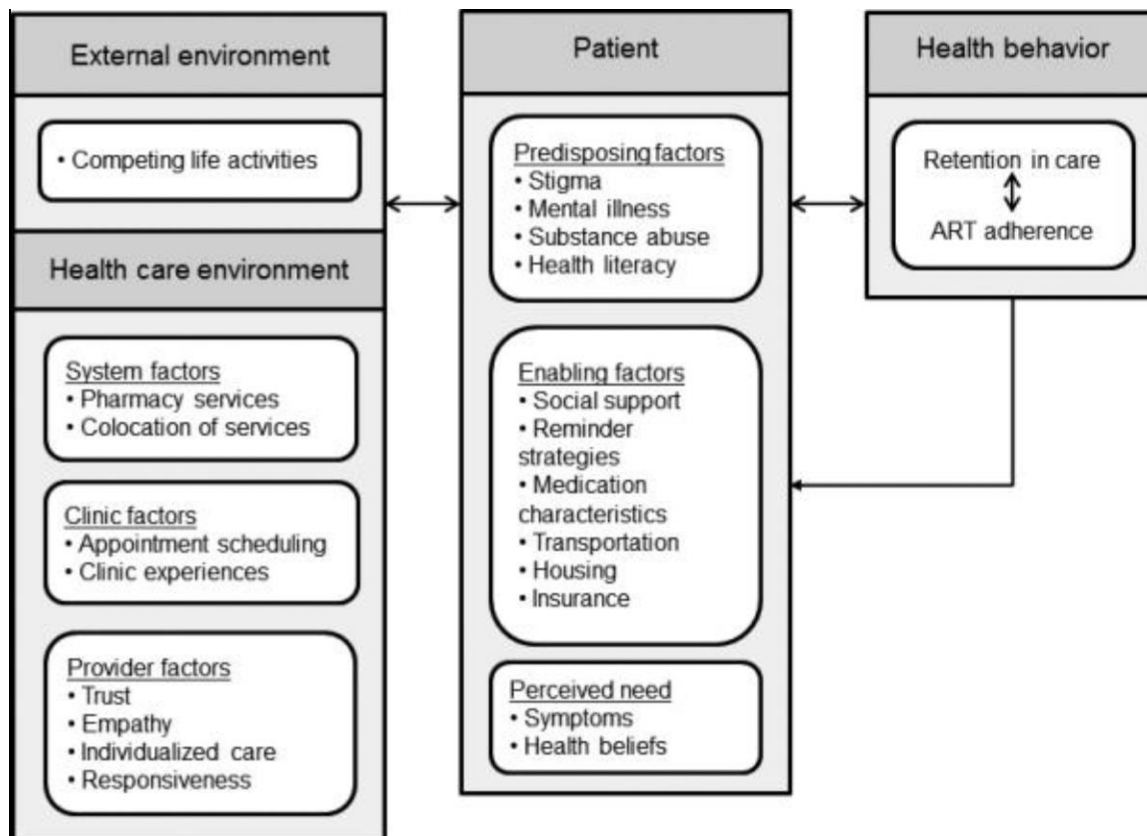 External environment
• Competing life activities
Health care environment
System factors
• Pharmacy services
• Colocation of services
Clinic factors
• Appointment scheduling
• Clinic experiences
Provider factors
• Trust
• Empathy
• Individualized care
• Responsiveness
Patient
Predisposing factors
• Stigma
• Mental illness
• Substance abuse
• Health literacy
Enabling factors
• Social support
• Reminder
strategies
• Medication
characteristics
• Transportation
• Housing
• Insurance
Perceived need
• Symptoms
• Health beliefs
Health behavior
Retention in care
ART adherence